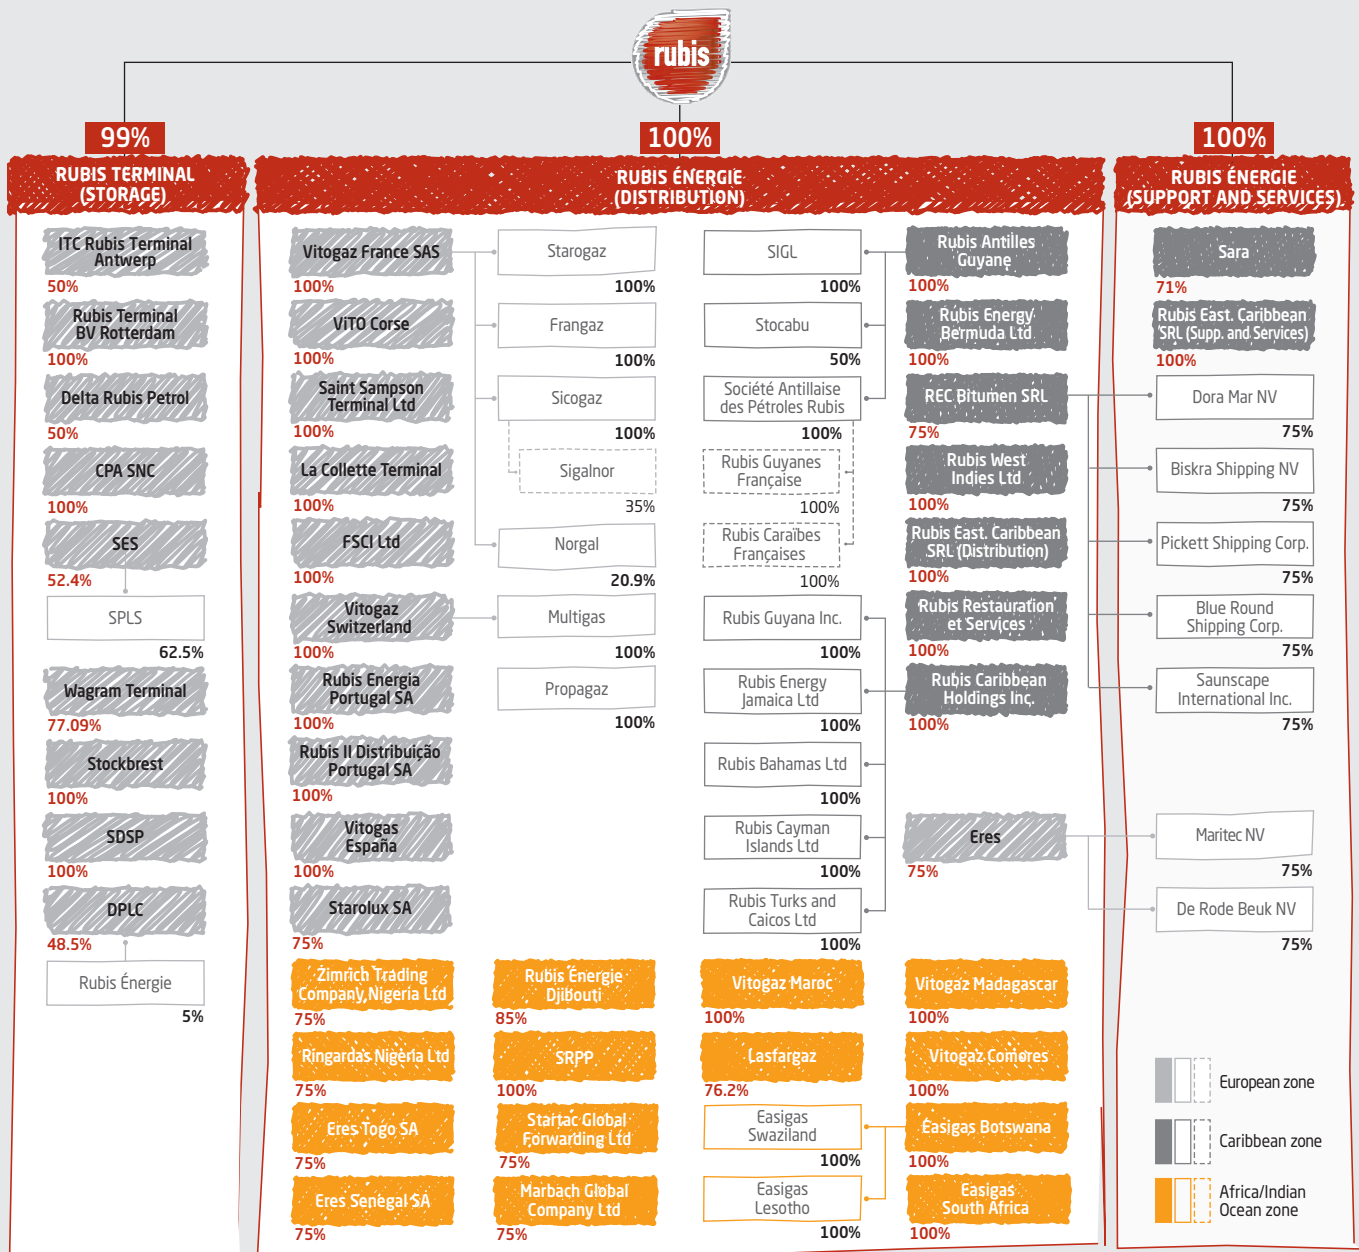 rubis
99%
100%
100%
RUBIS TERMINAL
(STORAGE)
RUBIS ÉNERGIE
(DISTRIBUTION)
RUBIS ÉNERGIE
(SUPPORT AND SERVICES)
ITC Rubis Terminal
Antwerp
50%
Rubis Terminal
BV Rotterdam
100%
Delta Rubis Petrol
50%
CPA SNC
100%
SES
52.4%
SPLS
62.5%
Wagram Terminal
77.09%
Stockbrest
100%
SDSP
100%
DPLC
48.5%
Rubis Énergie
5%
Vitogaz France SAS
100%
ViTO Corse
100%
Saint Sampson
Terminal Ltd
100%
La Collette Terminal
100%
FSCI Ltd
100%
Vitogaz
Switzerland
100%
Rubis Energia
Portugal SA
100%
Rubis II Distribuição
Portugal SA
100%
Vitogas
España
100%
Starolux SA
75%
Starogaz
100%
Frangaz
100%
Sicogaz
100%
Sigalnor
35%
Norgal
20.9%
Multigas
100%
Propagaz
100%
SIGL
100%
Stocabu
50%
Société Antillaise
des Pétroles Rubis
100%
Rubis Guyanes
Française
100%
Rubis Caraïbes
Françaises
100%
Rubis Guyana Inc.
100%
Rubis Energy
Jamaica Ltd
100%
Rubis Bahamas Ltd
100%
Rubis Cayman
Islands Ltd
100%
Rubis Turks and
Caicos Ltd
100%
Rubis Antilles
Guyane
100%
Rubis Energy
Bermuda Ltd
100%
REC Bitumen SRL
75%
Rubis West
Indies Ltd
100%
Rubis East. Caribbean
SRL (Distribution)
100%
Rubis Restauration
et Services
100%
Rubis Caribbean
Holdings Inc.
100%
Eres
75%
Zimrich Trading
Company Nigeria Ltd
75%
Ringardas Nigeria Ltd
75%
Eres Togo SA
75%
Eres Senegal SA
75%
Rubis Énergie
Djibouti
85%
SRPP
100%
Startac Global
Forwarding Ltd
75%
Marbach Global
Company Ltd
75%
Vitogaz Maroc
100%
Lasfargaz
76.2%
Easigas
Swaziland
100%
Easigas
Lesotho
100%
Vitogaz Madagascar
100%
Vitogaz Comores
100%
Easigas Botswana
100%
Easigas
South Africa
100%
Sara
71%
Rubis East. Caribbean
SRL (Supp. and Services)
100%
Dora Mar NV
75%
Biskra Shipping NV
75%
Pickett Shipping Corp.
75%
Blue Round
Shipping Corp.
75%
Saunscape
International Inc.
75%
Maritec NV
75%
De Rode Beuk NV
75%
European zone
Caribbean zone
Africa/Indian
Ocean zone